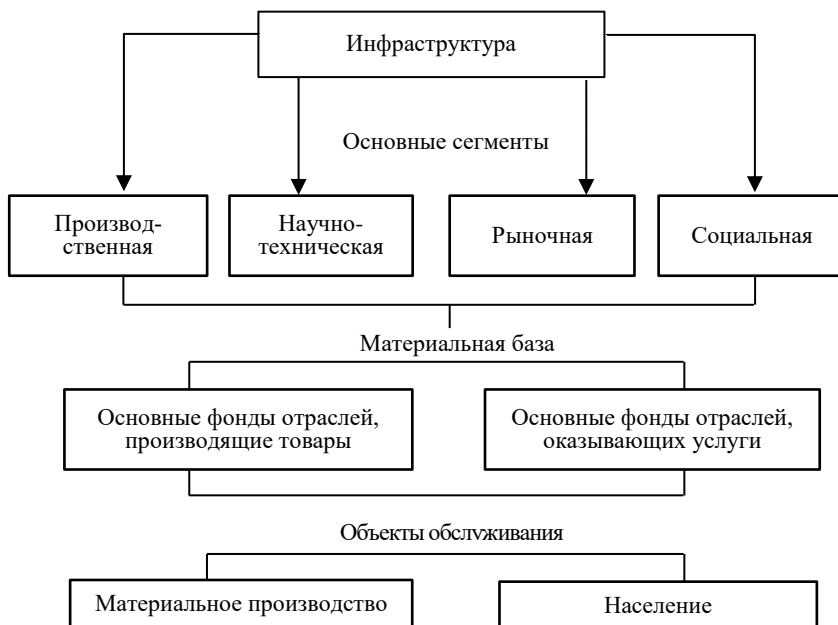 Инфраструктура
Основные сегменты
Производ-
ственная
Научно-
техническая
Рыночная
Социальная
Материальная база
Основные фонды отраслей,
производящие товары
Основные фонды отраслей,
оказывающих услуги
Объекты обслуживания
Материальное производство
Население